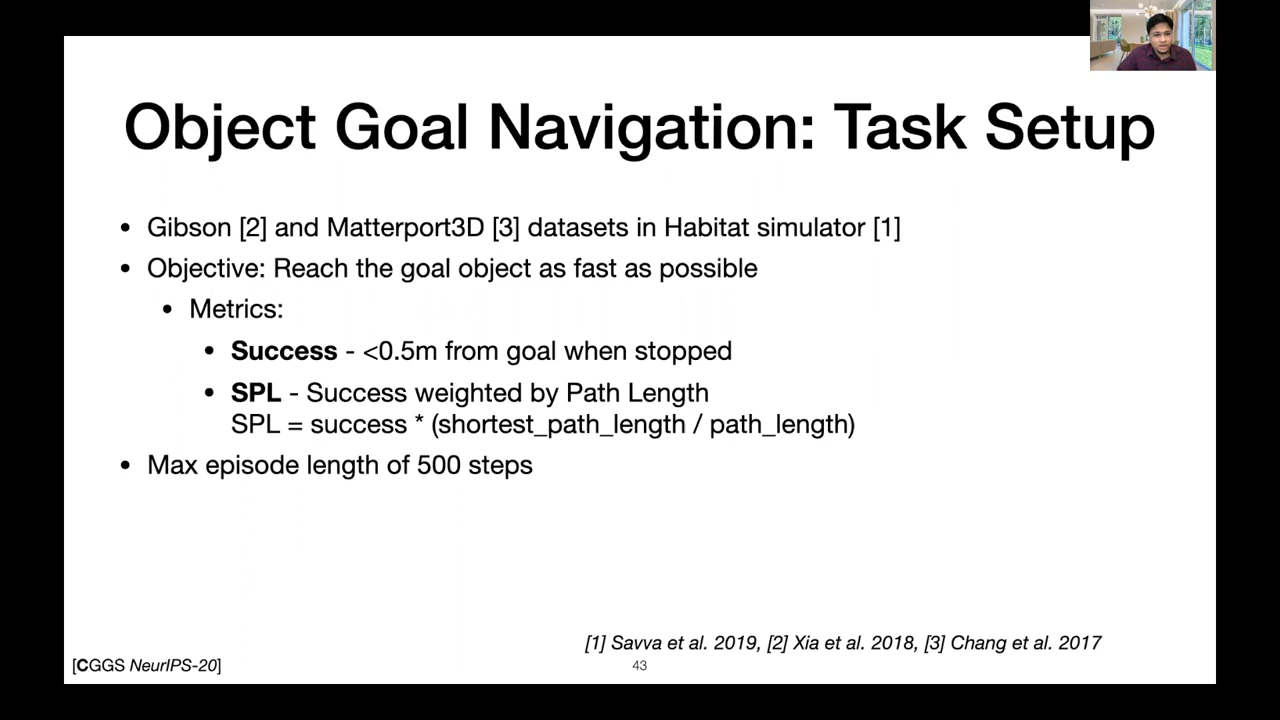 Object Goal Navigation: Task Setup
• Gibson [2] and Matterport3D [3] datasets in Habitat simulator [1]
• Objective: Reach the goal object as fast as possible
• Metrics:
• Success - <0.5m from goal when stopped
• SPL - Success weighted by Path Length
SPL = success * (shortest_path_length / path_length)
• Max episode length of 500 steps
[1] Savva et al. 2019, [2] Xia et al. 2018, [3] Chang et al. 2017
[CGGS NeurIPS-20]
43